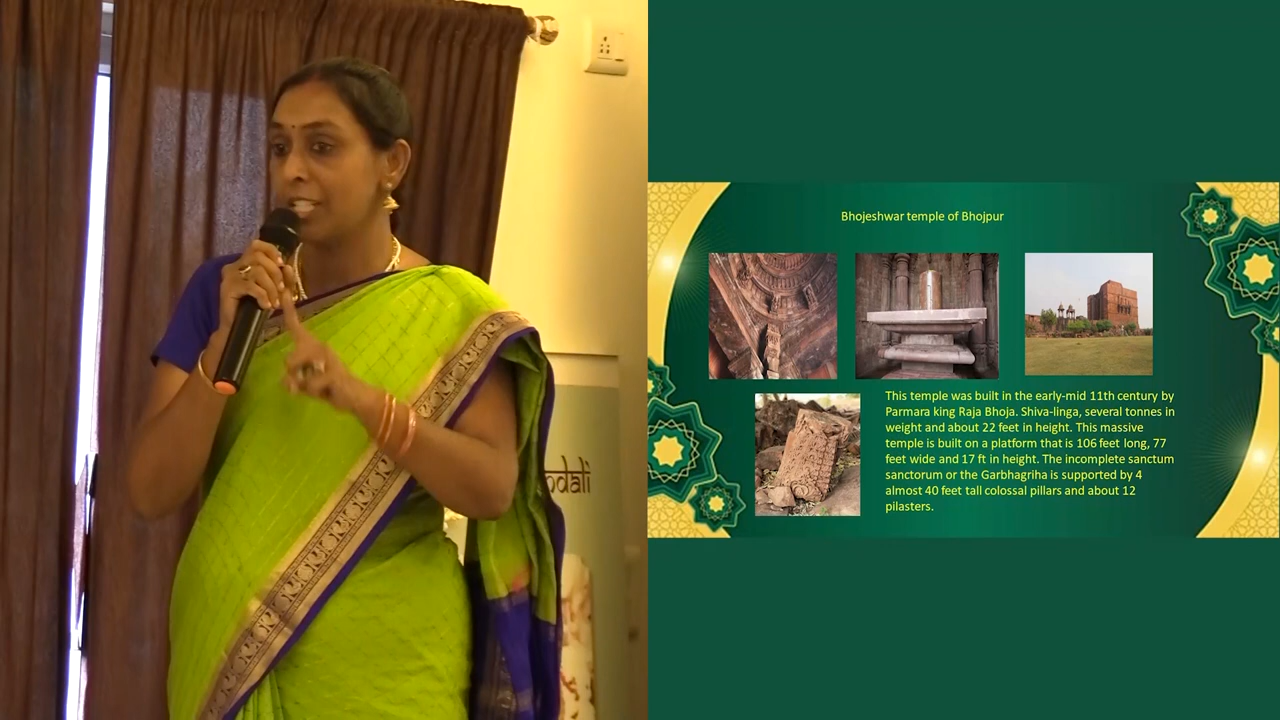 Bhojeshwar temple of Bhojpur
This temple was built in the early-mid 11th century by
Parmara king Raja Bhoja. Shiva-linga, several tonnes in
weight and about 22 feet in height. This massive
temple is built on a platform that is 106 feet long, 77
feet wide and 17 ft in height. The incomplete sanctum
sanctorum or the Garbhagriha is supported by 4
almost 40 feet tall colossal pillars and about 12
pilasters.